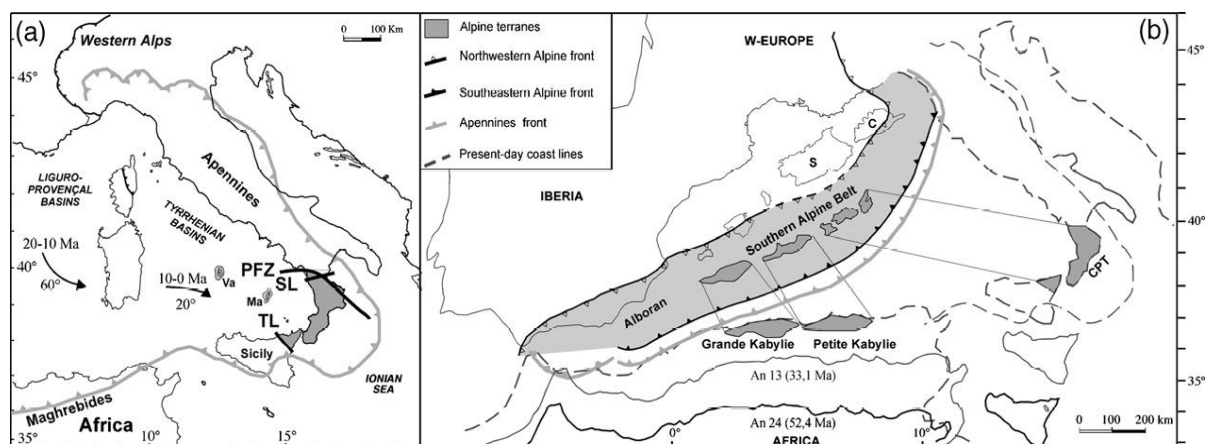 (a)
Western Alps
0 100 Km
45°
Apennines
LIGURO-
PROVENÇAL
BASINS
TYRRHENIAN
BASINS
20-10 Ma
60°
40°
10-0 Ma
20°
Va
PFZ
SL
Ma
TL
Sicily
IONIAN
SEA
Maghrebides
Africa
35°
10°
15°
Alpine terranes
Northwestern Alpine front
Southeastern Alpine front
Apennines front
Present-day coast lines
(b)
W-EUROPE
45°
C
S
IBERIA
Southern Alpine Belt
40°
CPT
Alboran
Grande Kabylie
Petite Kabylie
An 13 (33,1 Ma)
35°
An 24 (52,4 Ma)
0°
AFRICA
10°
0 100 200 km